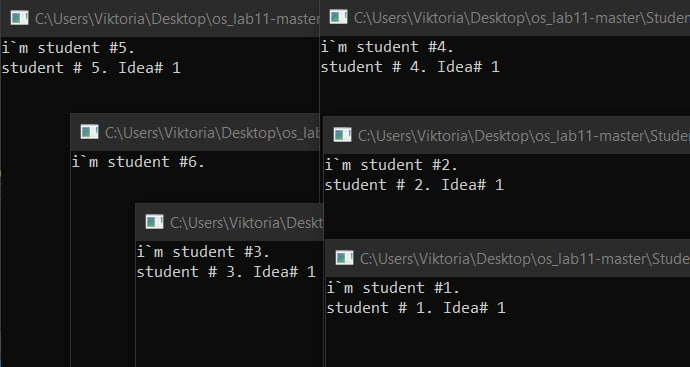 C:\Users\Viktoria\Desktop\os_lab11-master
i`m student #5.
student # 5. Idea# 1
C:\Users\Viktoria\Desktop\os_lab11-master\Stude
i`m student #4.
student # 4. Idea# 1
C:\Users\Viktoria\Desktop\os_lab
i`m student #6.
C:\Users\Viktoria\Desktop\os_lab11-master\Stude
i`m student #2.
student # 2. Idea# 1
C:\Users\Viktoria\Deskt
i`m student #3.
student # 3. Idea# 1
C:\Users\Viktoria\Desktop\os_lab11-master\Stude
i`m student #1.
student # 1. Idea# 1